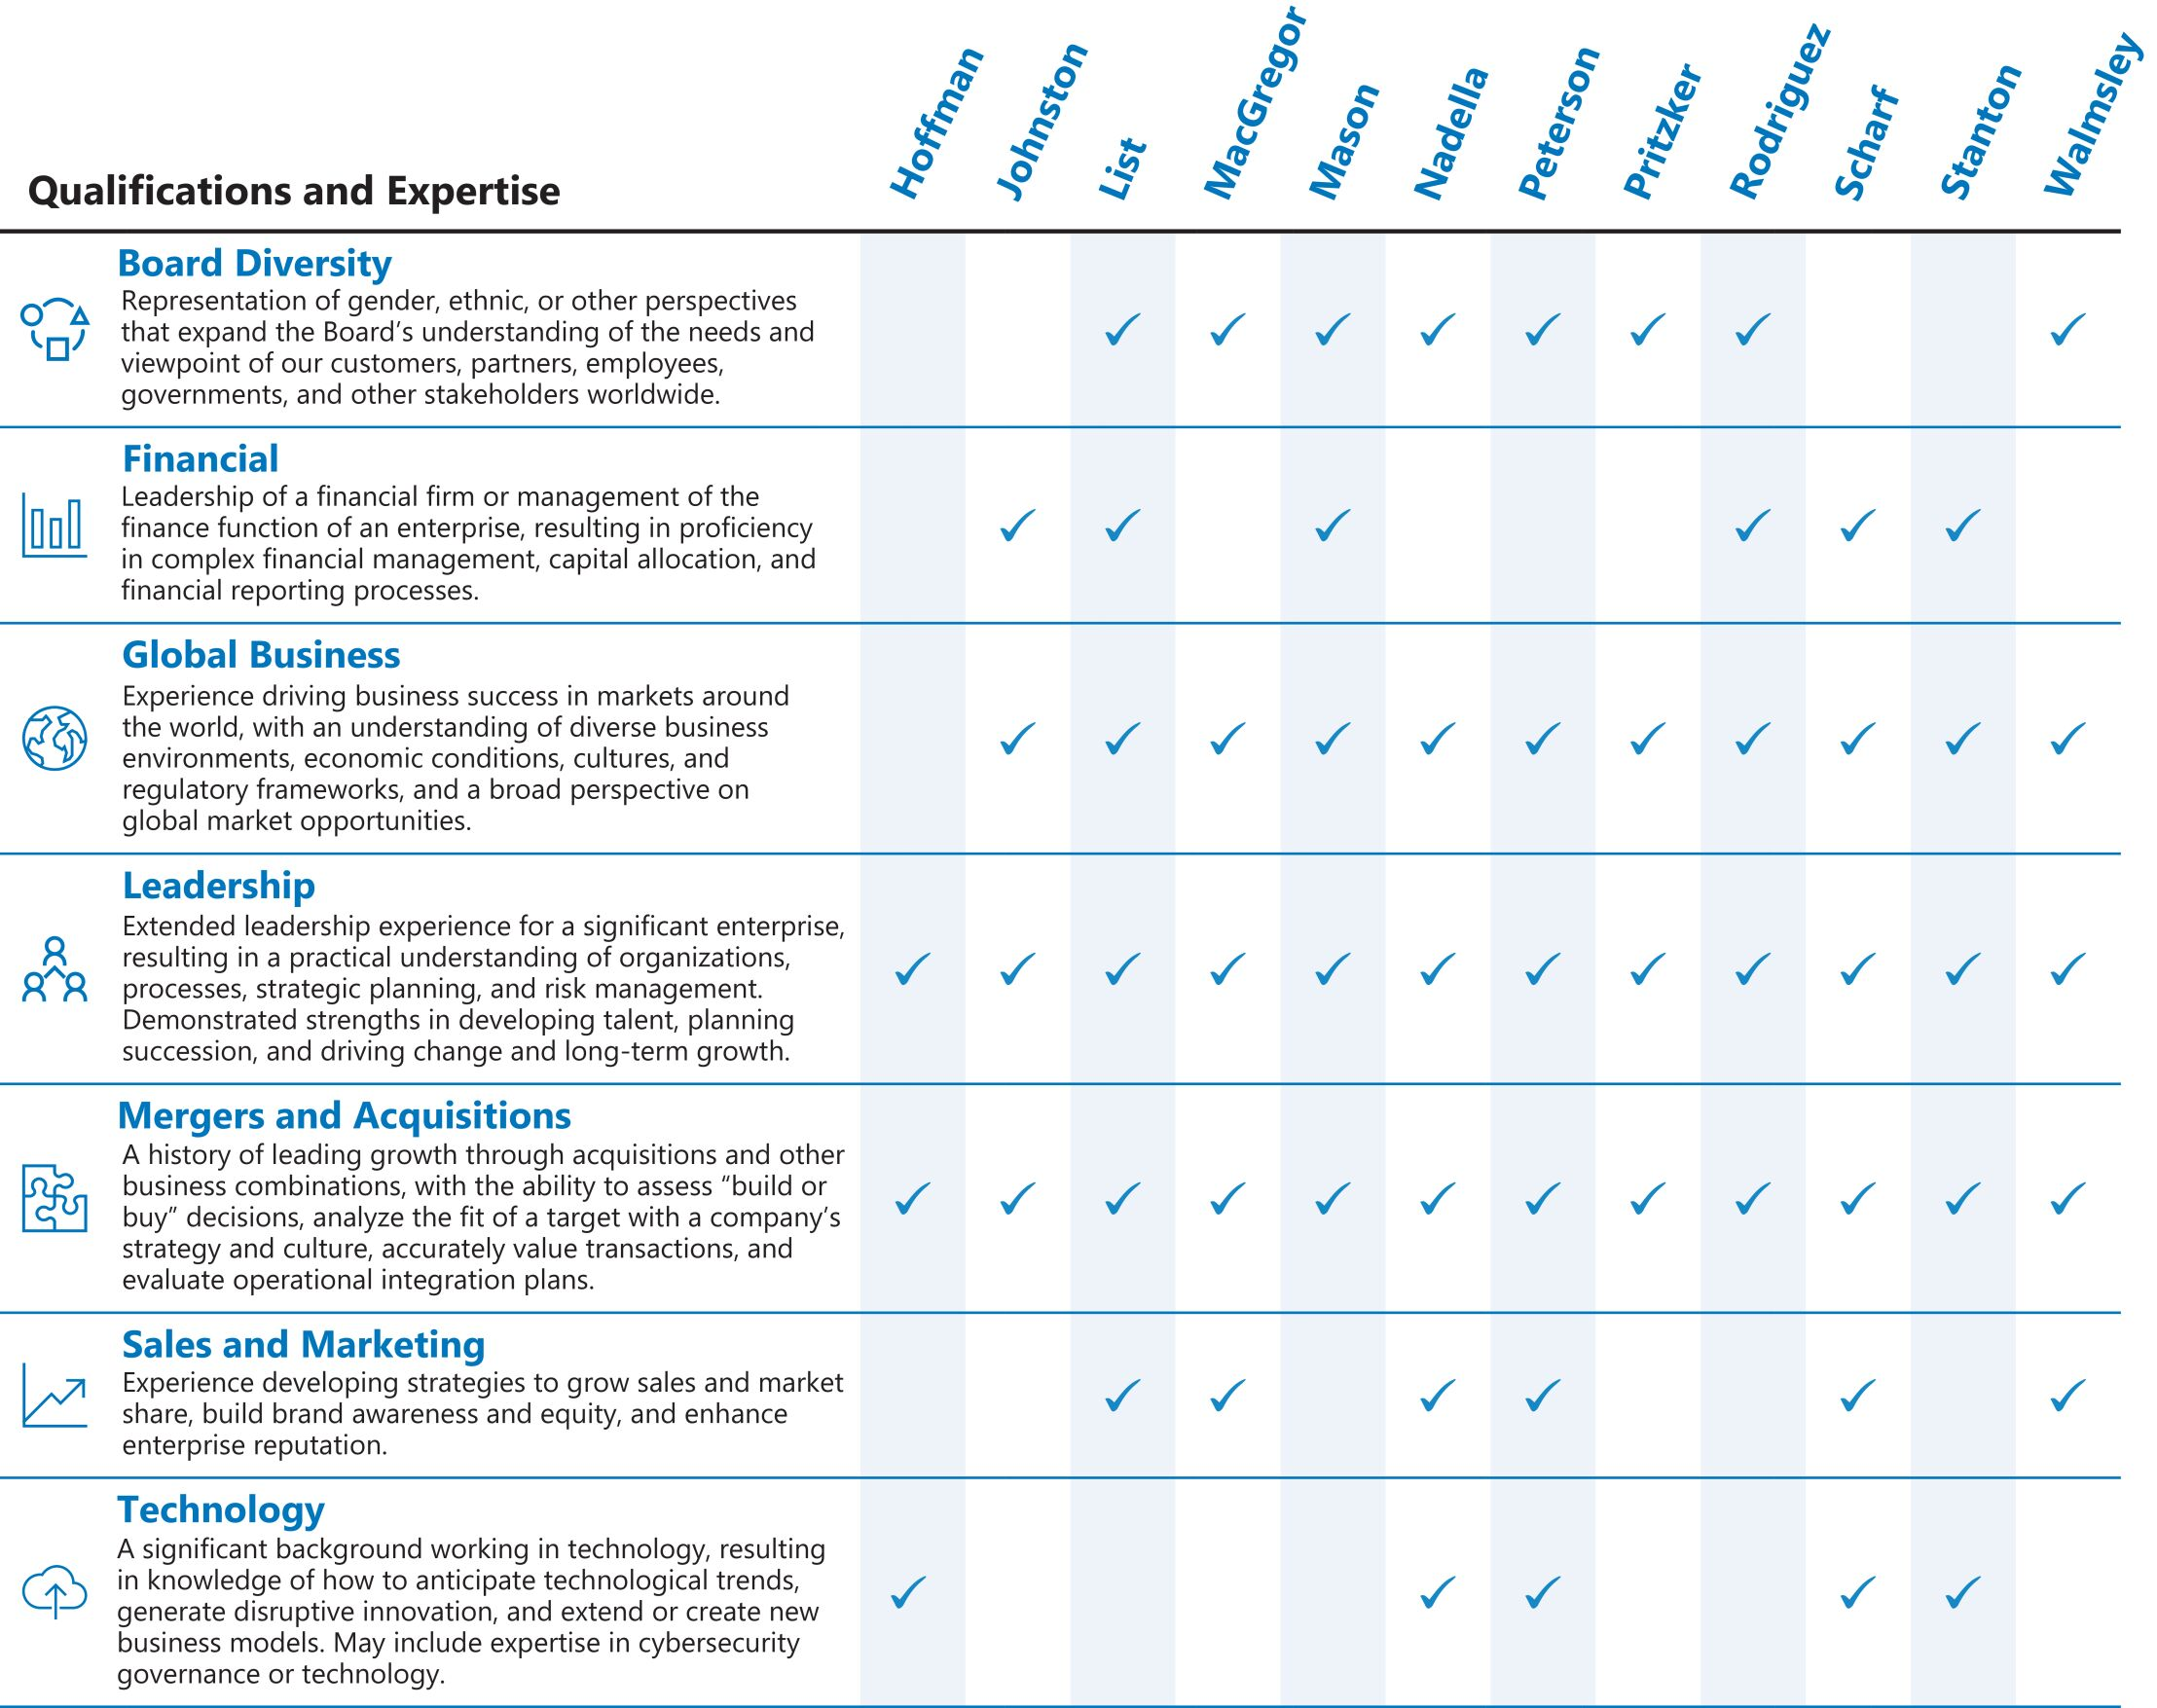 Hoffman
Johnston
List
MacGregor
Mason
Nadella
Peterson
Pritzker
Rodriguez
Scharf
Stanton
Walmsley
Qualifications and Expertise
Board Diversity
Representation of gender, ethnic, or other perspectives
that expand the Board’s understanding of the needs and
viewpoint of our customers, partners, employees,
governments, and other stakeholders worldwide.
Financial
Leadership of a financial firm or management of the
finance function of an enterprise, resulting in proficiency
in complex financial management, capital allocation, and
financial reporting processes.
Global Business
Experience driving business success in markets around
the world, with an understanding of diverse business
environments, economic conditions, cultures, and
regulatory frameworks, and a broad perspective on
global market opportunities.
Leadership
Extended leadership experience for a significant enterprise,
resulting in a practical understanding of organizations,
processes, strategic planning, and risk management.
Demonstrated strengths in developing talent, planning
succession, and driving change and long-term growth.
Mergers and Acquisitions
A history of leading growth through acquisitions and other
business combinations, with the ability to assess “build or
buy” decisions, analyze the fit of a target with a company’s
strategy and culture, accurately value transactions, and
evaluate operational integration plans.
Sales and Marketing
Experience developing strategies to grow sales and market
share, build brand awareness and equity, and enhance
enterprise reputation.
Technology
A significant background working in technology, resulting
in knowledge of how to anticipate technological trends,
generate disruptive innovation, and extend or create new
business models. May include expertise in cybersecurity
governance or technology.